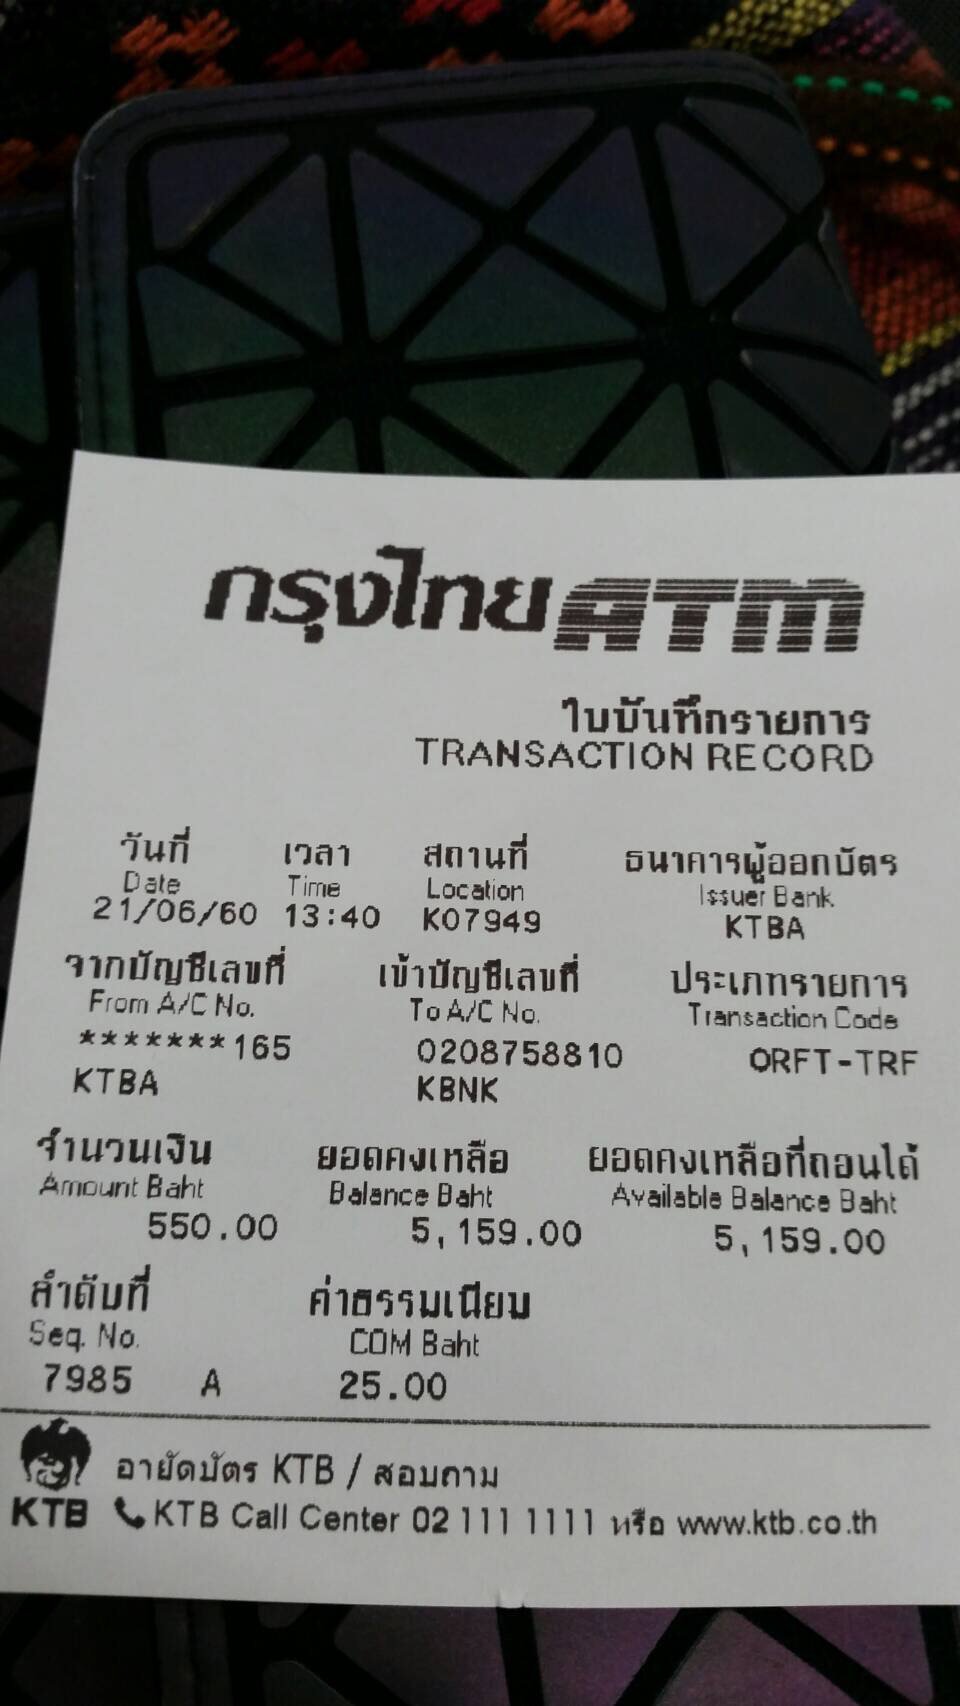 กรุงไทย ATM
ใบบันทึกรายการ
TRANSACTION RECORD
วันที่ เวลา สถานที่ ธนาคารผู้ออกบัตร
Date Time Location Issuer Bank
21/06/60 13:40 K07949 KTBA
จากบัญชีเลขที่ เข้าบัญชีเลขที่ ประเภทรายการ
From A/C No. To A/C No. Transaction Code
*******165 0208758810 ORFT-TRF
KTBA KBNK
จำนวนเงิน ยอดคงเหลือ ยอดคงเหลือที่ถอนได้
Amount Baht Balance Baht Available Balance Baht
550.00 5,159.00 5,159.00
ลำดับที่ ค่าธรรมเนียม
Seq. No. COM Baht
7985 A 25.00
อายัดบัตร KTB / สอบถาม
KTB KTB Call Center 02 111 1111 หรือ www.ktb.co.th